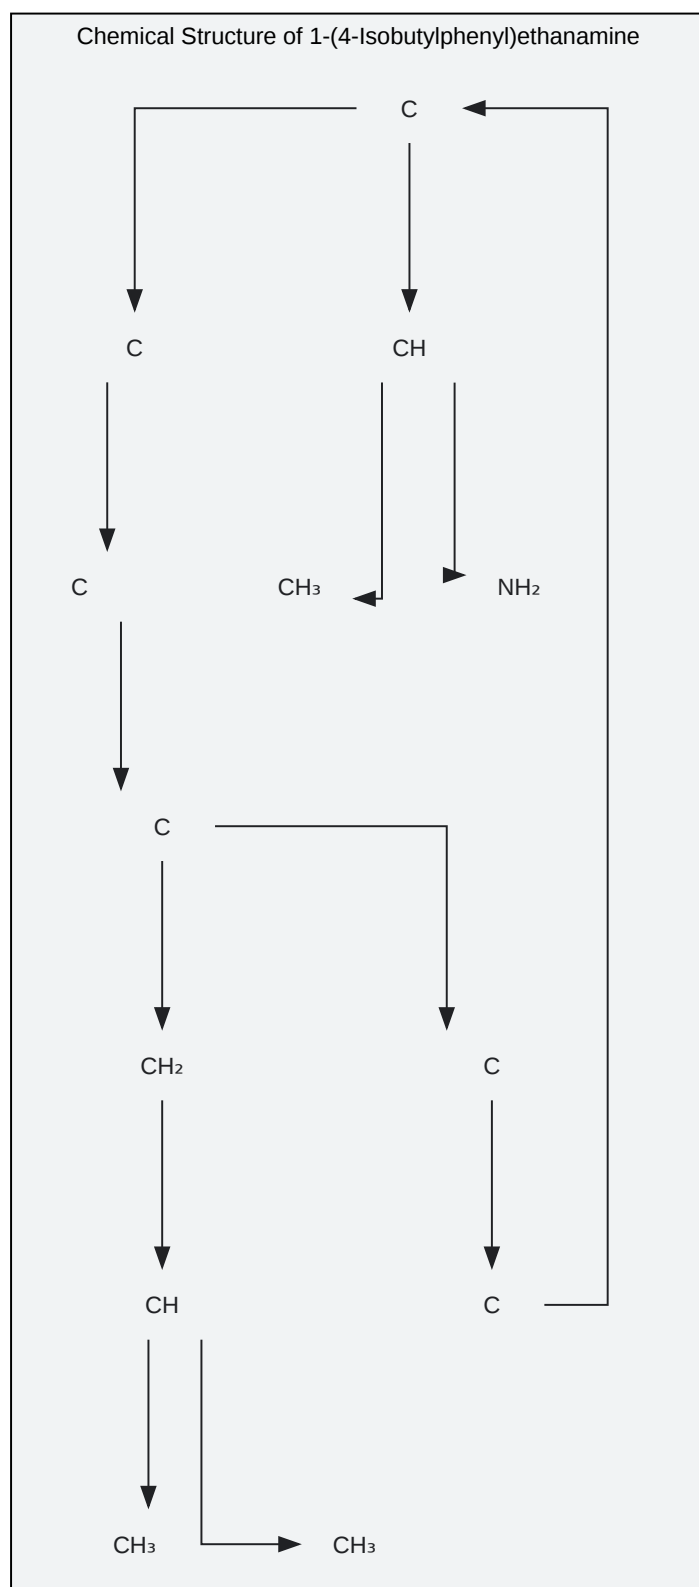 Chemical Structure of 1-(4-Isobutylphenyl)ethanamine
C
C
CH
C
CH₃
NH₂
C
CH₂
C
CH
C
CH₃
CH₃